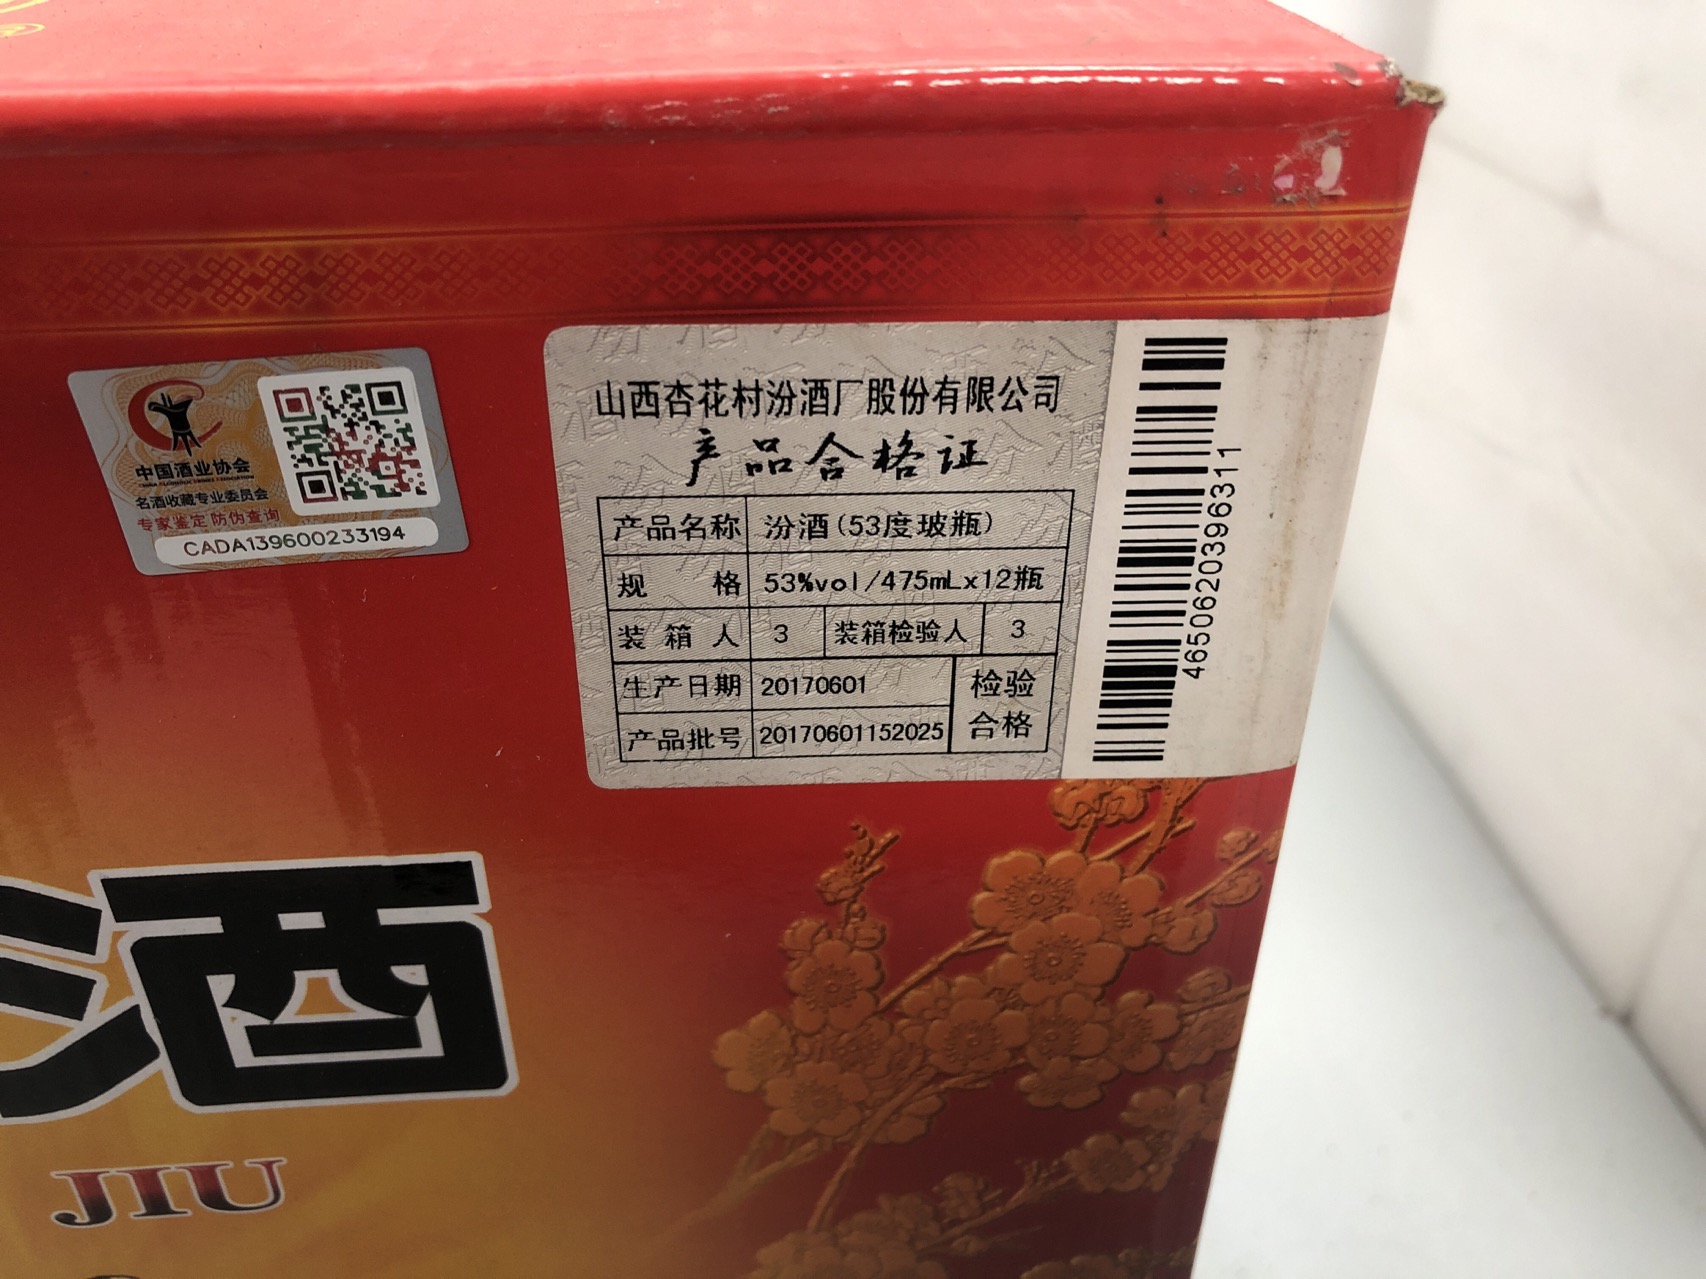 中国酒业协会
CHINA ALCOHOLIC DRINKS ASSOCIATION
名酒收藏专业委员会
专家鉴定 防伪查询
CADA139600233194
山西杏花村汾酒厂股份有限公司
产品合格证
产品名称 汾酒(53度玻瓶)
规 格 53%vol/475mLx12瓶
装 箱 人 3 装箱检验人 3
生产日期 20170601 检验
产品批号 20170601152025 合格
4650620396311
酒
JIU